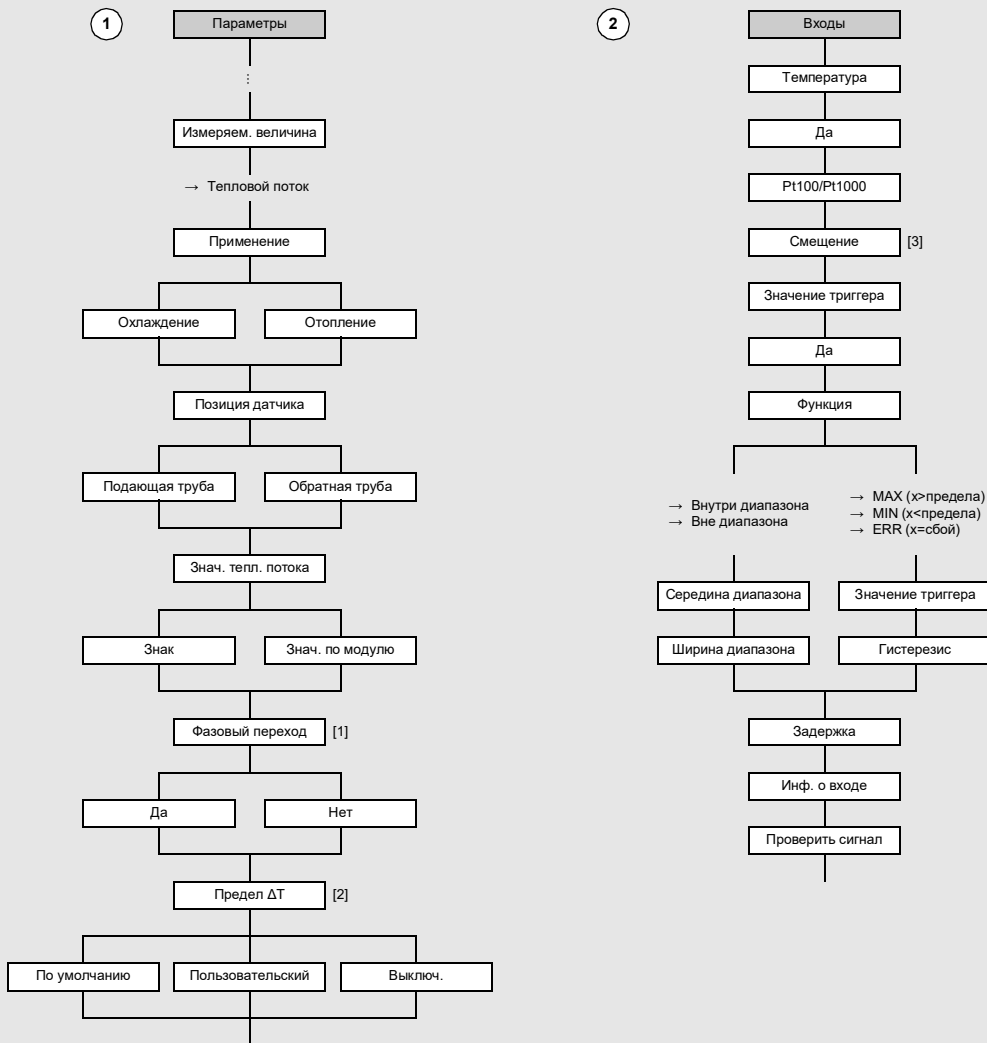 1
Параметры
⋮
Измеряем. величина
→ Тепловой поток
Применение
Охлаждение
Отопление
Позиция датчика
Подающая труба
Обратная труба
Знач. тепл. потока
Знак
Знач. по модулю
Фазовый переход
[1]
Да
Нет
Предел ΔT
[2]
По умолчанию
Пользовательский
Выключ.
2
Входы
Температура
Да
Pt100/Pt1000
Смещение
[3]
Значение триггера
Да
Функция
→ Внутри диапазона
→ Вне диапазона
→ MAX (x>предела)
→ MIN (x<предела)
→ ERR (x=сбой)
Середина диапазона
Значение триггера
Ширина диапазона
Гистерезис
Задержка
Инф. о входе
Проверить сигнал